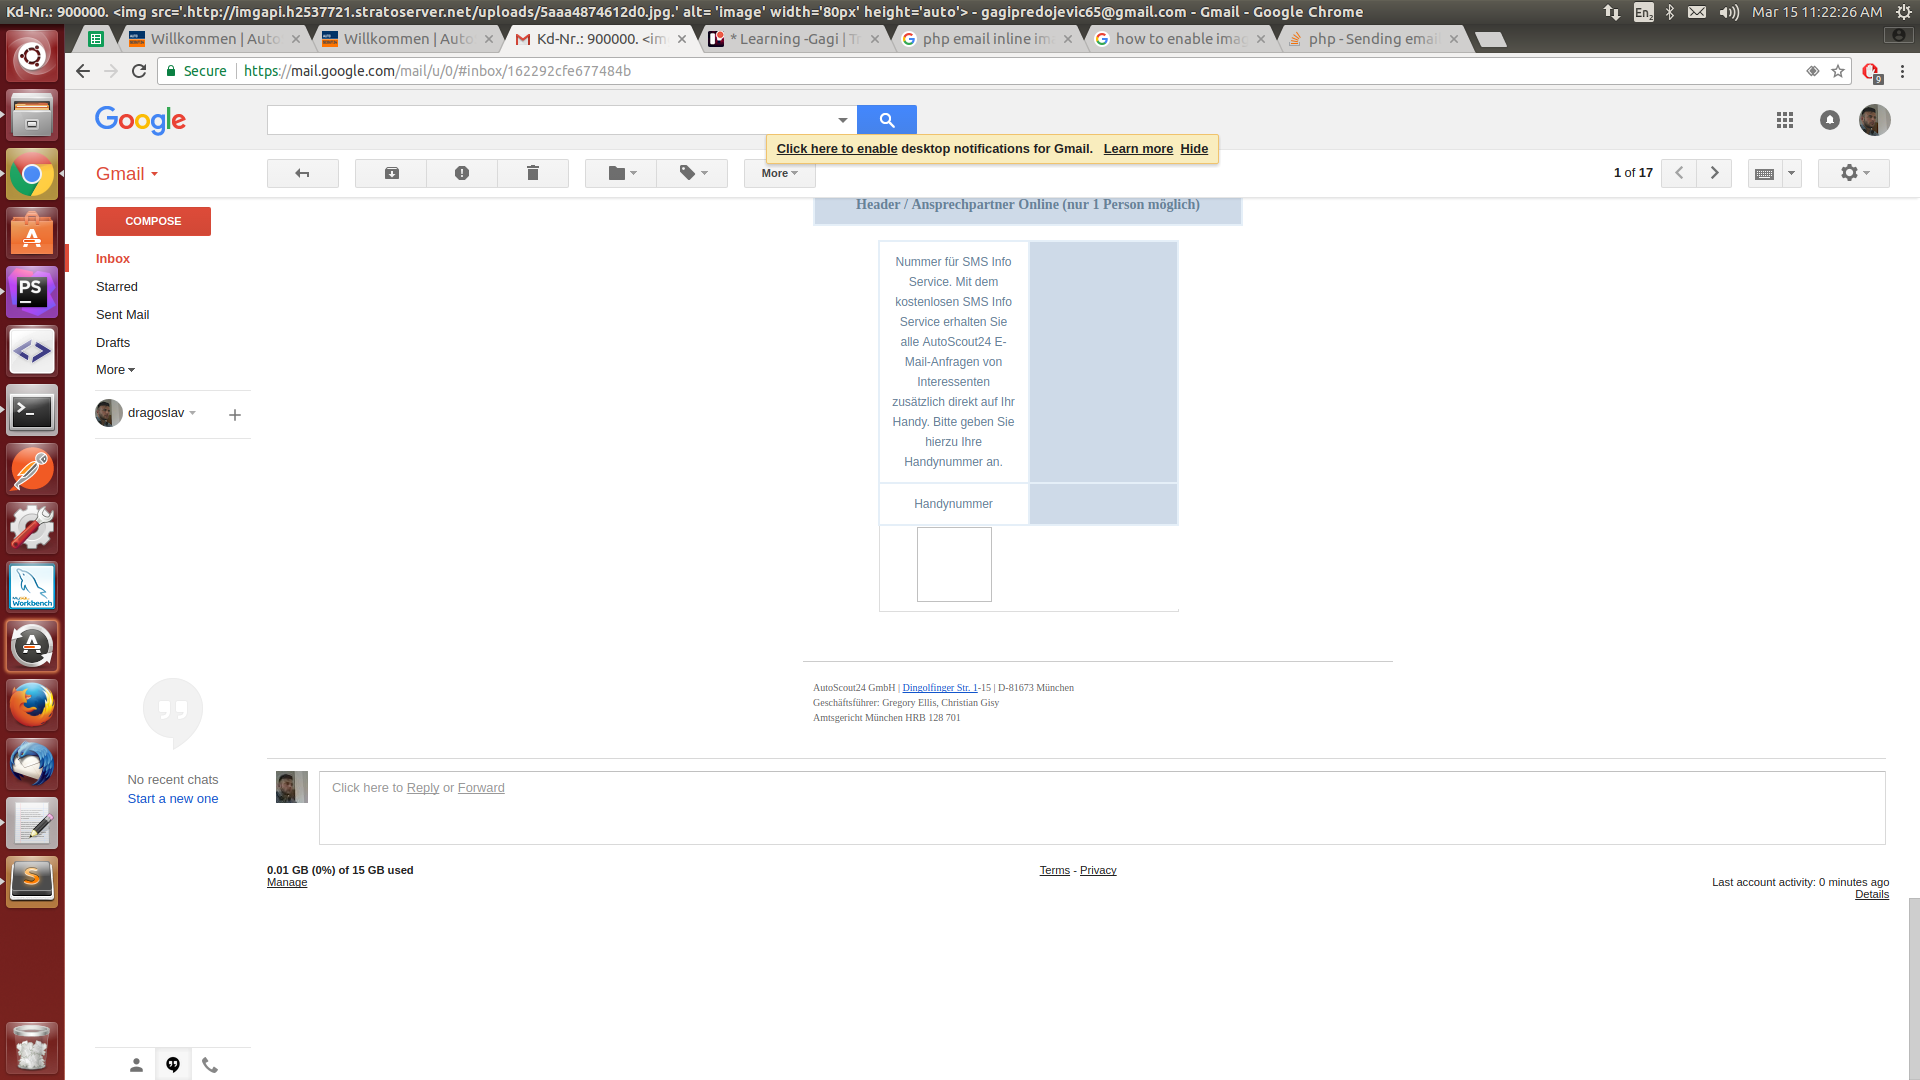 Kd-Nr.: 900000. <img src='.http://imgapi.h2537721.stratoserver.net/uploads/5aaa4874612d0.jpg.' alt= 'image' width='80px' height='auto'> - gagipredojevic65@gmail.com - Gmail - Google Chrome
En2
Mar 15 11:22:26 AM
Willkommen | Auto
Willkommen | Auto
Kd-Nr.: 900000. <im
* Learning -Gagi | Tr
php email inline im
how to enable imag
php - Sending emai
Secure
https://mail.google.com/mail/u/0/#inbox/162292cfe677484b
9
Google
Click here to enable desktop notifications for Gmail. Learn more Hide
Gmail
More
1 of 17
COMPOSE
Inbox
Starred
Sent Mail
Drafts
More
dragoslav
Header / Ansprechpartner Online (nur 1 Person möglich)
Nummer für SMS Info
Service. Mit dem
kostenlosen SMS Info
Service erhalten Sie
alle AutoScout24 E-
Mail-Anfragen von
Interessenten
zusätzlich direkt auf Ihr
Handy. Bitte geben Sie
hierzu Ihre
Handynummer an.
Handynummer
AutoScout24 GmbH | Dingolfinger Str. 1-15 | D-81673 München
Geschäftsführer: Gregory Ellis, Christian Gisy
Amtsgericht München HRB 128 701
No recent chats
Start a new one
Click here to Reply or Forward
0.01 GB (0%) of 15 GB used
Manage
Terms - Privacy
Last account activity: 0 minutes ago
Details
PS
MySQL
Workbench
S